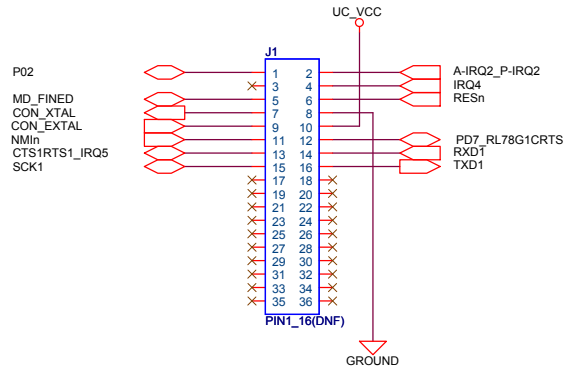 UC_VCC
J1
P02 1 2 A-IRQ2_P-IRQ2
3 4 IRQ4
MD_FINED 5 6 RESn
CON_XTAL 7 8
CON_EXTAL 9 10
NMIn 11 12 PD7_RL78G1CRTS
CTS1RTS1_IRQ5 13 14 RXD1
SCK1 15 16 TXD1
17 18
19 20
21 22
23 24
25 26
27 28
29 30
31 32
33 34
35 36
PIN1_16(DNF)
GROUND